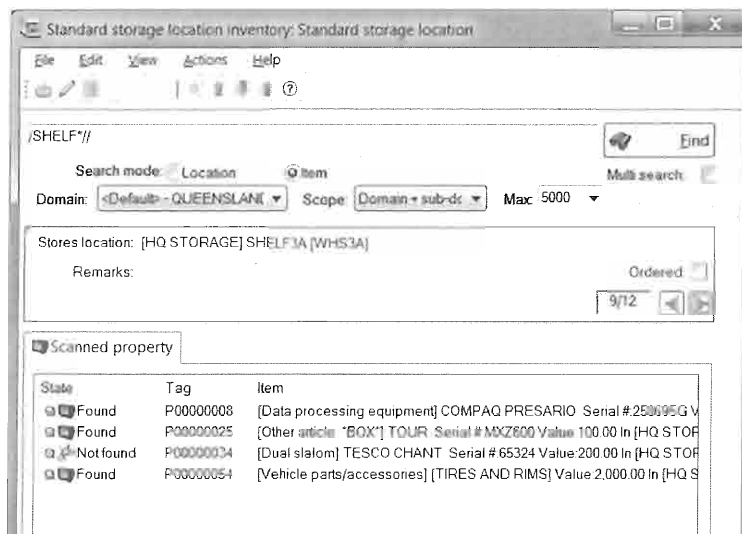 Standard storage location inventory: Standard storage location
File Edit View Actions Help
/SHELF*//
Find
Search mode: Location Item
Multi search:
Domain: <Default> - QUEENSLAND Scope: Domain + sub-dc Max: 5000
Stores location: [HQ STORAGE] SHELF3A [WHS3A]
Remarks:
Ordered:
9/12
Scanned property
State Tag Item
Found P00000008 [Data processing equipment] COMPAQ PRESARIO Serial #:258695G V
Found P00000025 [Other article "BOX"] TOUR Serial # MXZ600 Value 100.00 In [HQ STOR
Not found P00000034 [Dual slalom] TESCO CHANT Serial # 65324 Value:200.00 In [HQ STOR
Found P00000054 [Vehicle parts/accessories] [TIRES AND RIMS] Value:2,000.00 In [HQ S